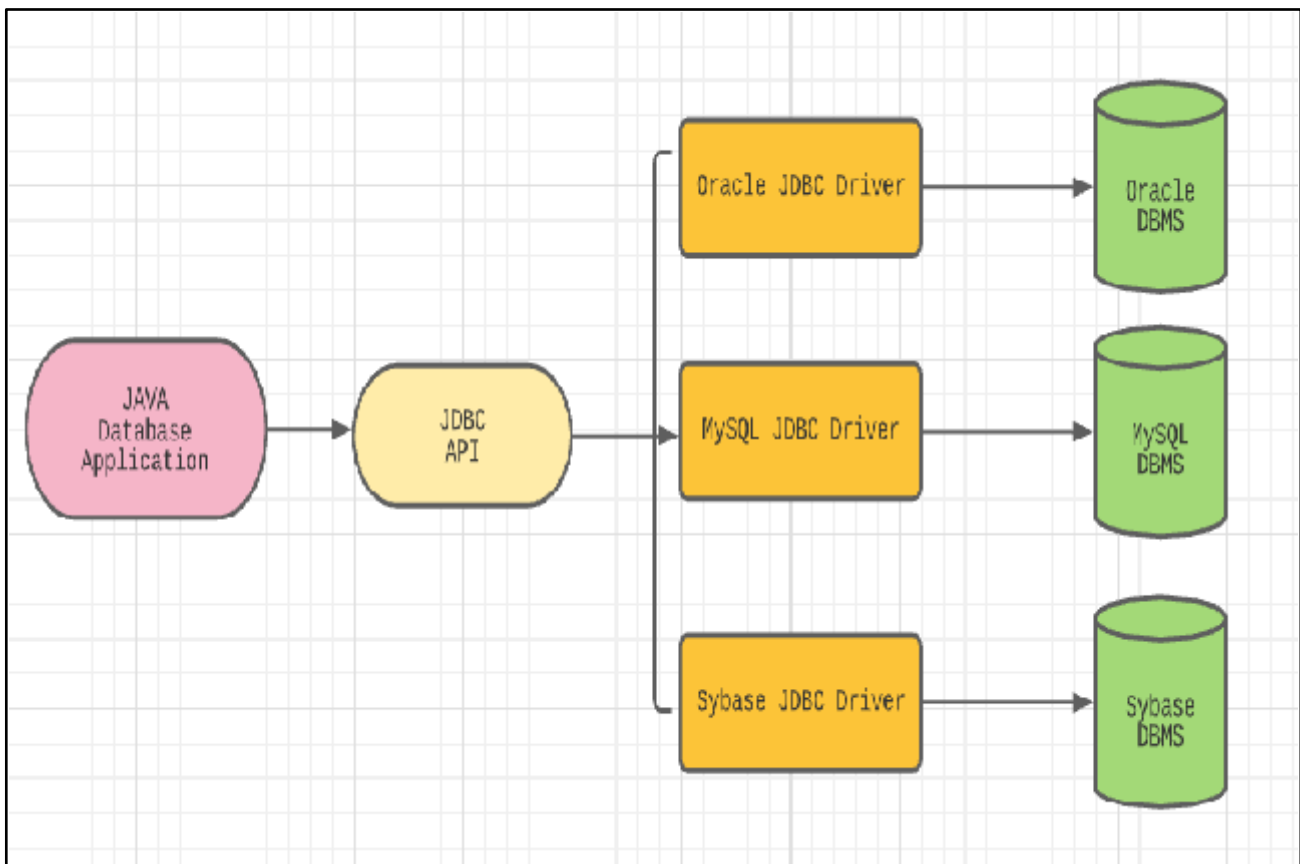 JAVA
Database
Application
JDBC
API
Oracle JDBC Driver
Oracle
DBMS
MySQL JDBC Driver
MySQL
DBMS
Sybase JDBC Driver
Sybase
DBMS